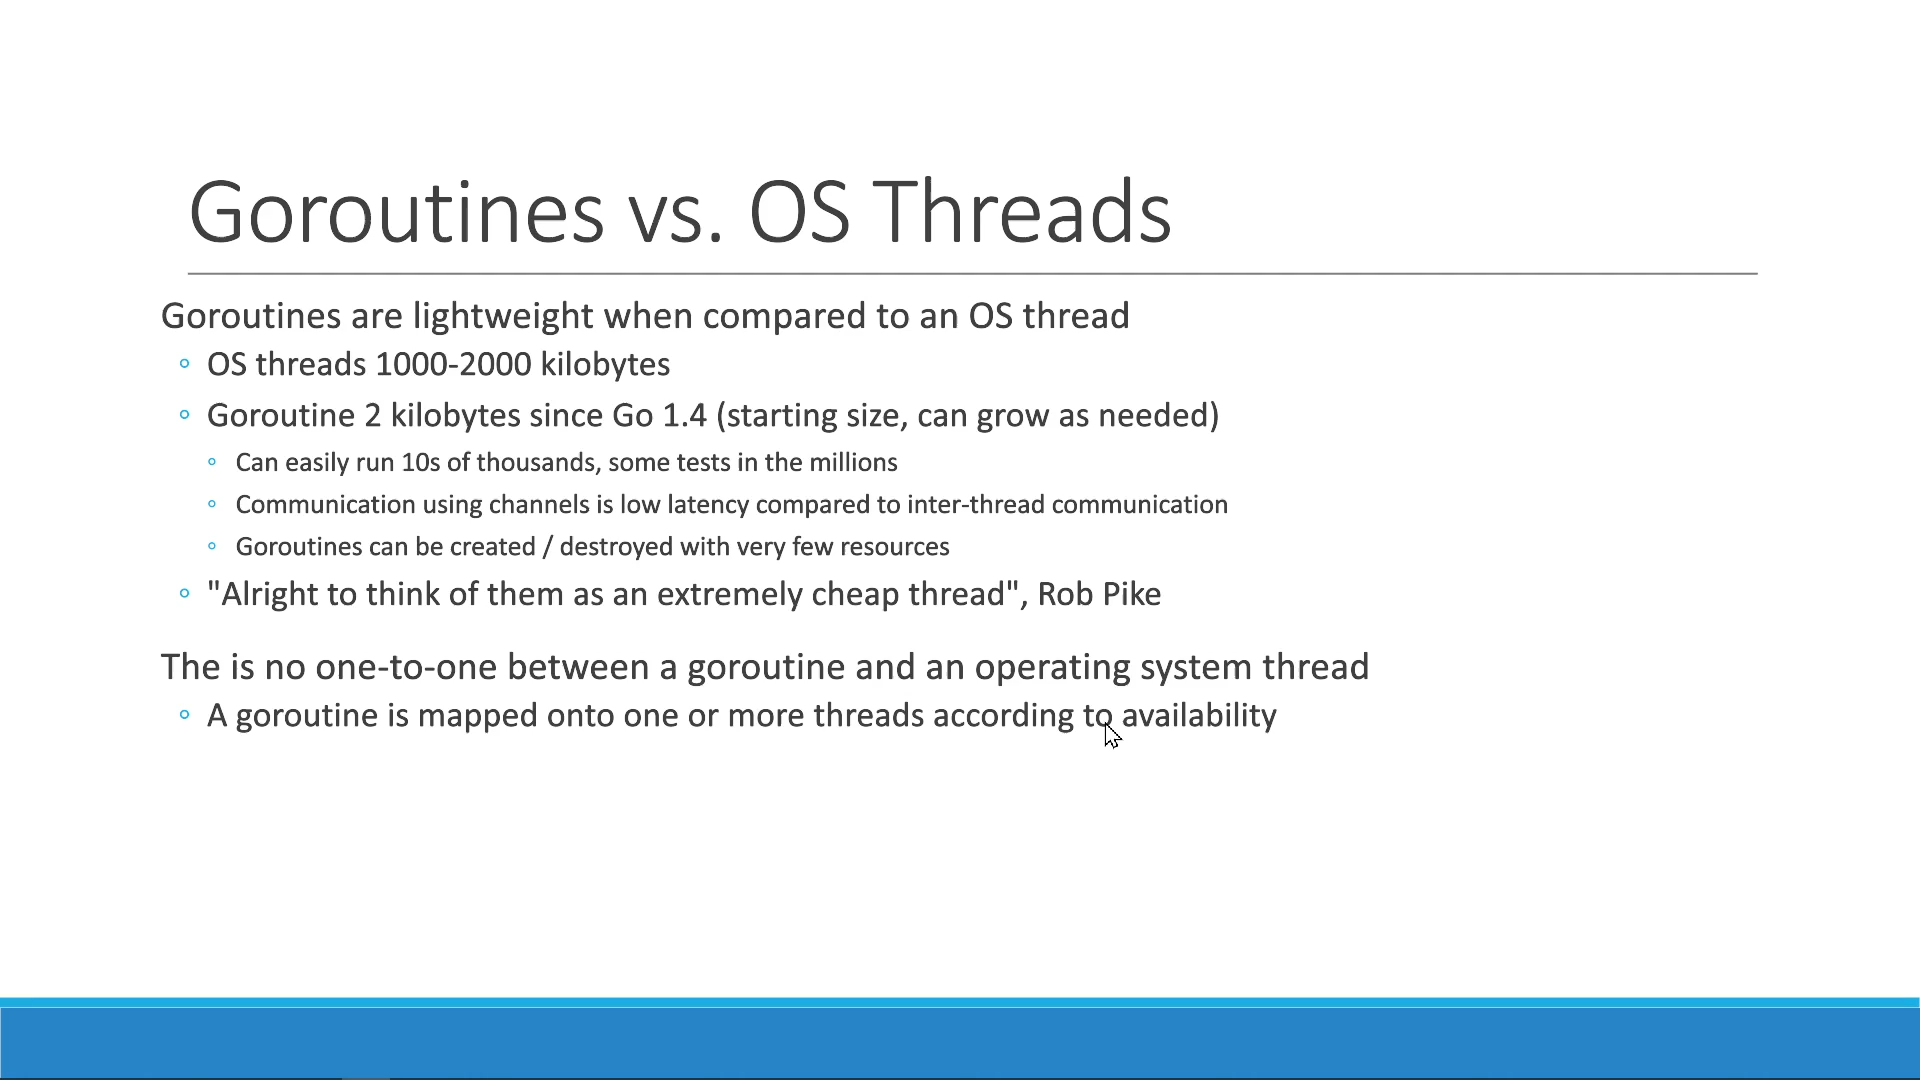 Goroutines vs. OS Threads
Goroutines are lightweight when compared to an OS thread
OS threads 1000-2000 kilobytes
Goroutine 2 kilobytes since Go 1.4 (starting size, can grow as needed)
Can easily run 10s of thousands, some tests in the millions
Communication using channels is low latency compared to inter-thread communication
Goroutines can be created / destroyed with very few resources
"Alright to think of them as an extremely cheap thread", Rob Pike
The is no one-to-one between a goroutine and an operating system thread
A goroutine is mapped onto one or more threads according to availability